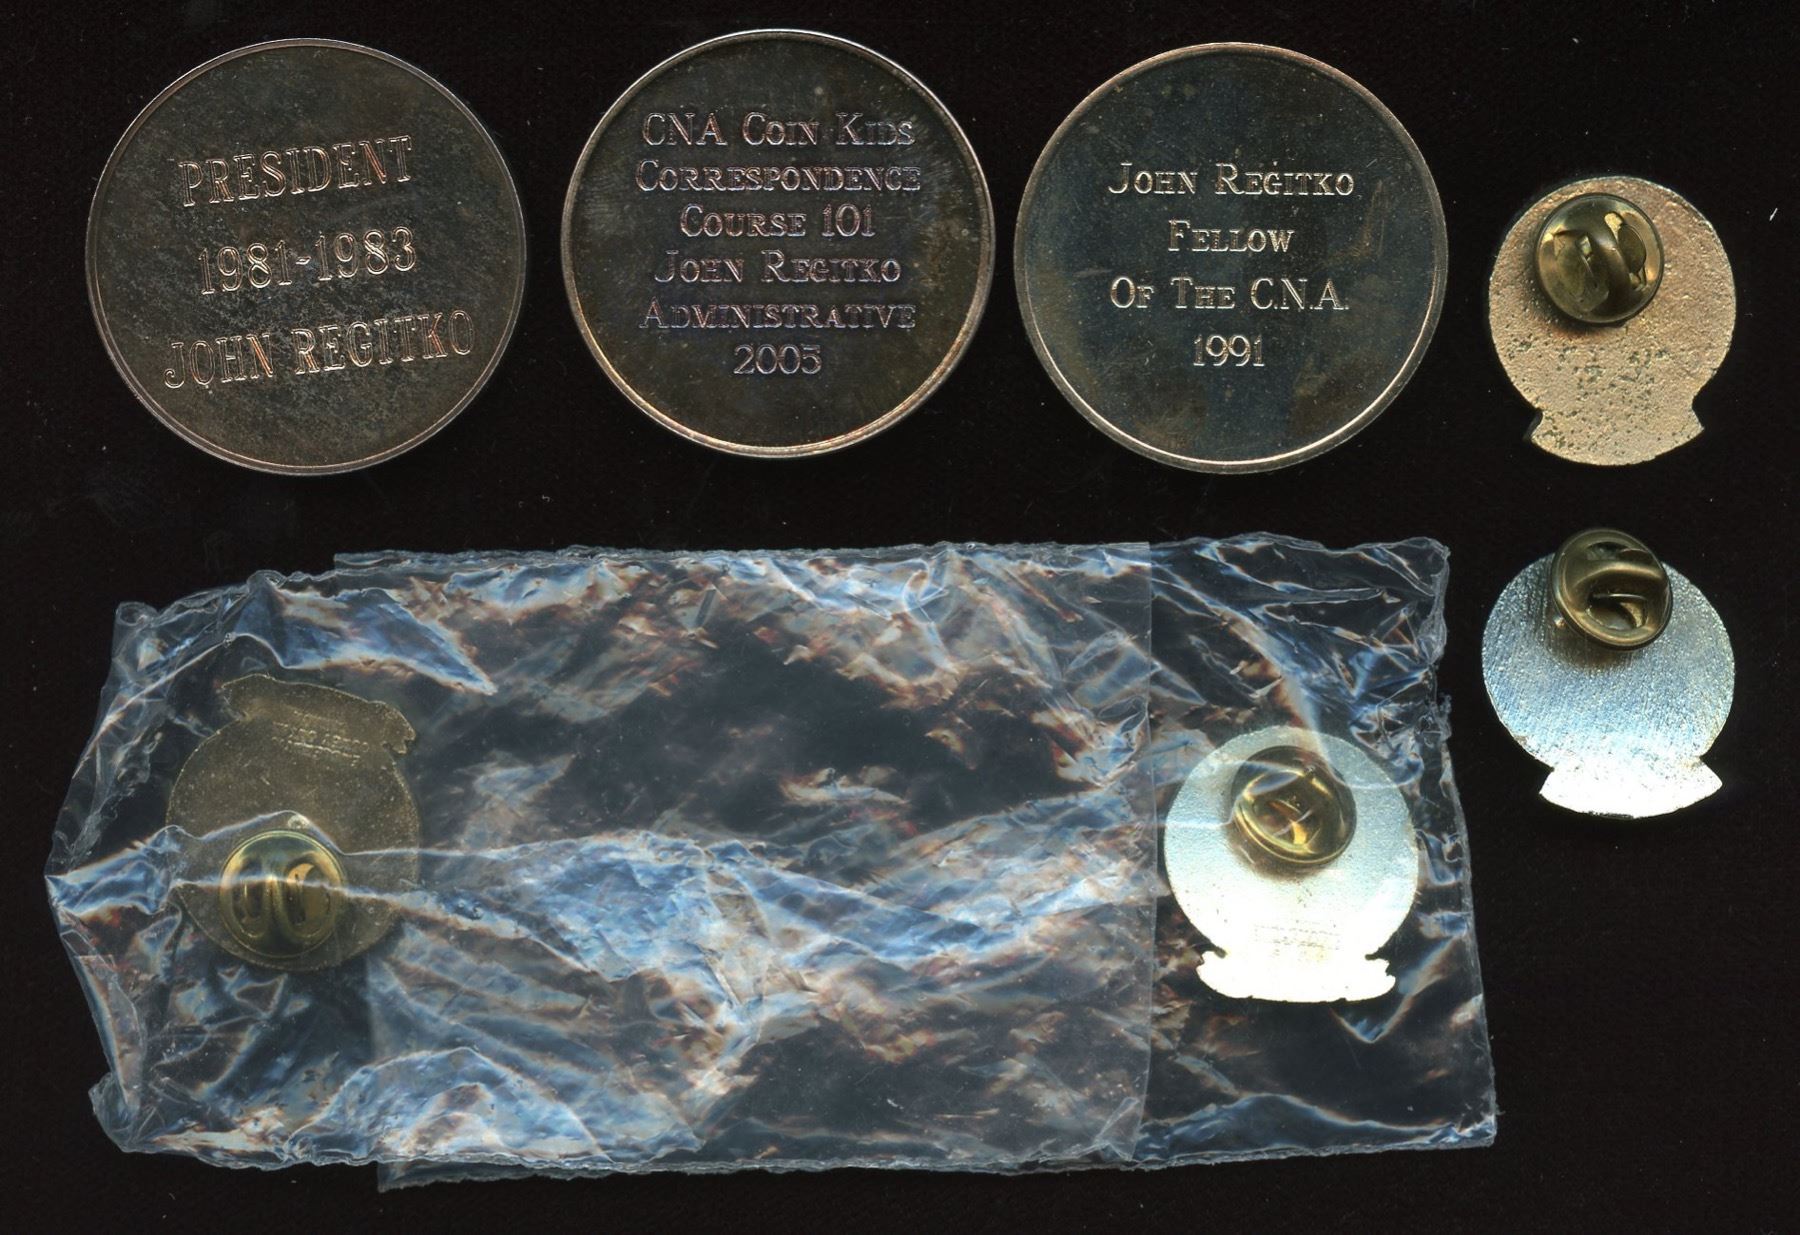 PRESIDENT
1981-1983
JOHN REGITKO
CNA COIN KIDS
CORRESPONDENCE
COURSE 101
JOHN REGITKO
ADMINISTRATIVE
2005
JOHN REGITKO
FELLOW
OF THE C.N.A.
1991